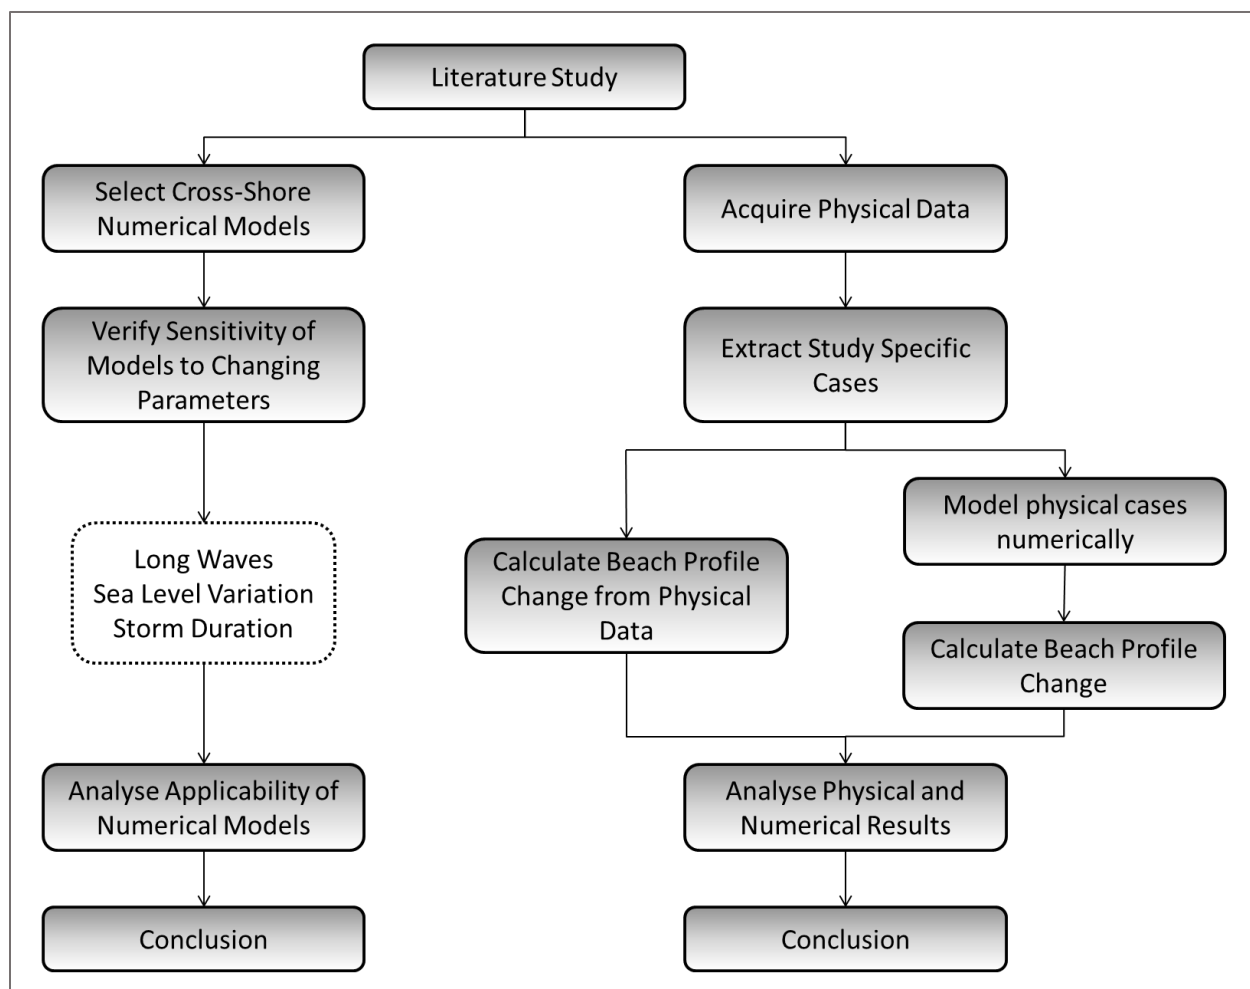 Literature Study
Select Cross-Shore
Numerical Models
Verify Sensitivity of
Models to Changing
Parameters
Long Waves
Sea Level Variation
Storm Duration
Analyse Applicability of
Numerical Models
Conclusion
Acquire Physical Data
Extract Study Specific
Cases
Calculate Beach Profile
Change from Physical
Data
Model physical cases
numerically
Calculate Beach Profile
Change
Analyse Physical and
Numerical Results
Conclusion